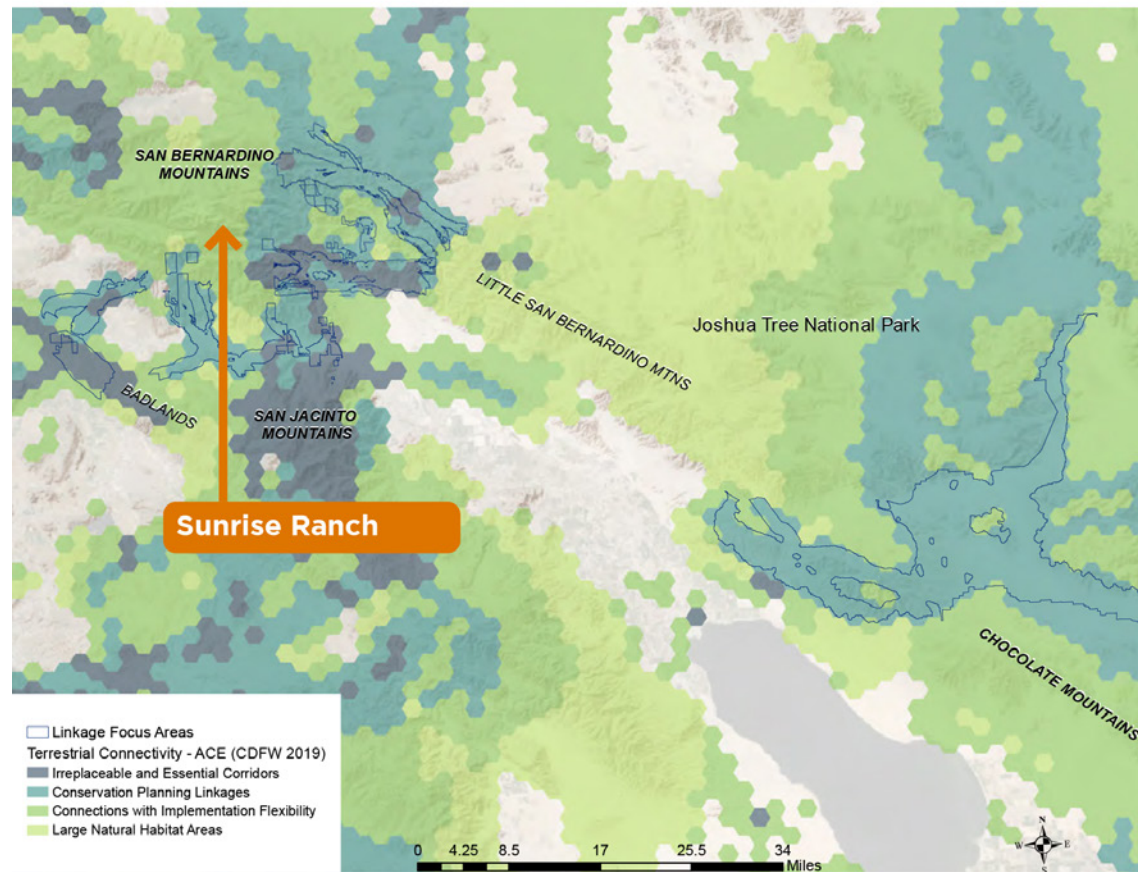 SAN BERNARDINO
MOUNTAINS
LITTLE SAN BERNARDINO MTNS
Joshua Tree National Park
BADLANDS
SAN JACINTO
MOUNTAINS
Sunrise Ranch
CHOCOLATE MOUNTAINS
Linkage Focus Areas
Terrestrial Connectivity - ACE (CDFW 2019)
Irreplaceable and Essential Corridors
Conservation Planning Linkages
Connections with Implementation Flexibility
Large Natural Habitat Areas
N
W E
S
0 4.25 8.5 17 25.5 34
Miles